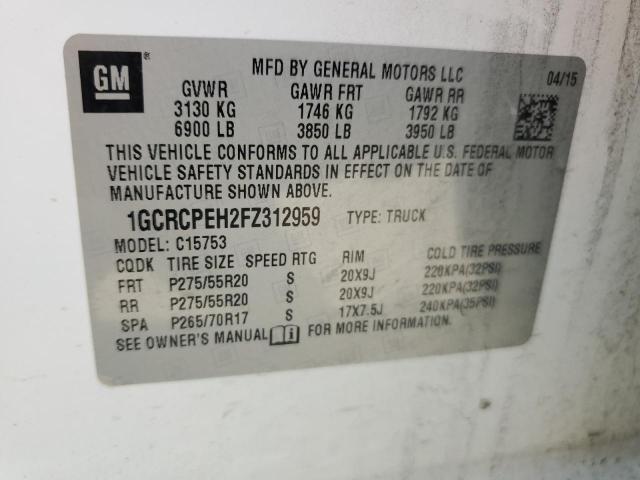 GM
MFD BY GENERAL MOTORS LLC 04/15
GVWR GAWR FRT GAWR RR
3130 KG 1746 KG 1792 KG
6900 LB 3850 LB 3950 LB
THIS VEHICLE CONFORMS TO ALL APPLICABLE U.S. FEDERAL MOTOR
VEHICLE SAFETY STANDARDS IN EFFECT ON THE DATE OF
MANUFACTURE SHOWN ABOVE.
1GCRCPEH2FZ312959 TYPE: TRUCK
MODEL: C15753
CQDK TIRE SIZE SPEED RTG RIM COLD TIRE PRESSURE
FRT P275/55R20 S 20X9J 220KPA(32PSI)
RR P275/55R20 S 20X9J 220KPA(32PSI)
SPA P265/70R17 S 17X7.5J 240KPA(35PSI)
SEE OWNER'S MANUAL i FOR MORE INFORMATION.